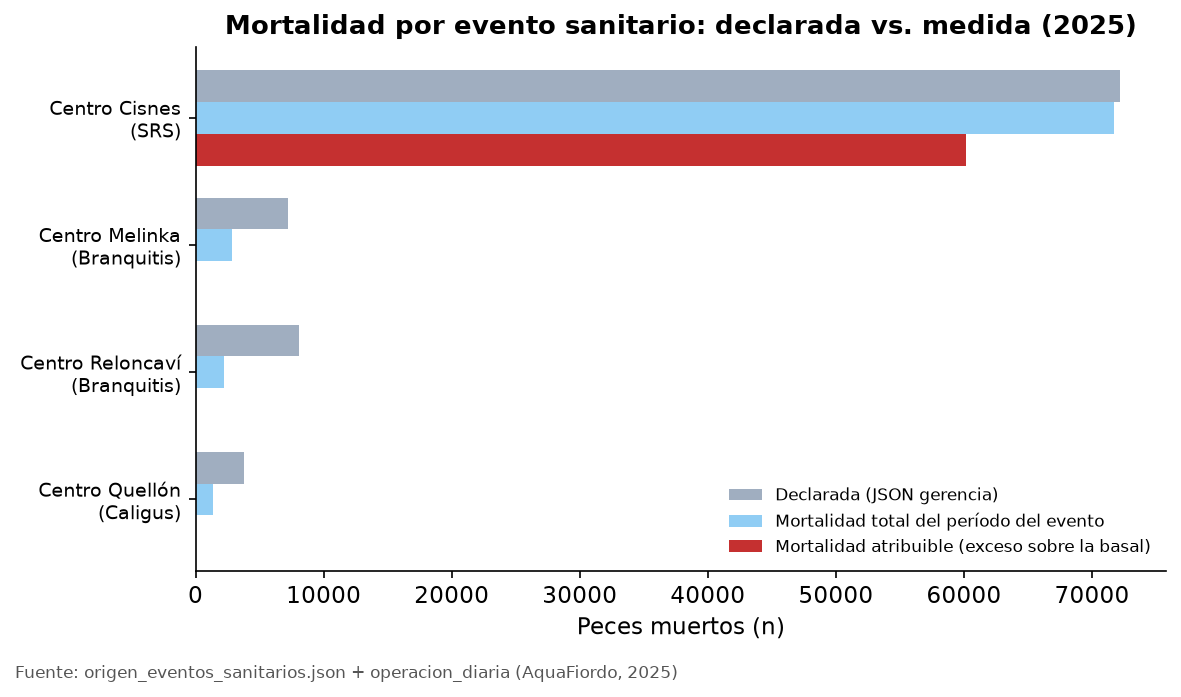 Mortalidad por evento sanitario: declarada vs. medida (2025)
Centro Cisnes
(SRS)
Centro Melinka
(Branquitis)
Centro Reloncaví
(Branquitis)
Centro Quellón
(Caligus)
Declarada (JSON gerencia)
Mortalidad total del período del evento
Mortalidad atribuible (exceso sobre la basal)
0 10000 20000 30000 40000 50000 60000 70000
Peces muertos (n)
Fuente: origen_eventos_sanitarios.json + operacion_diaria (AquaFiordo, 2025)